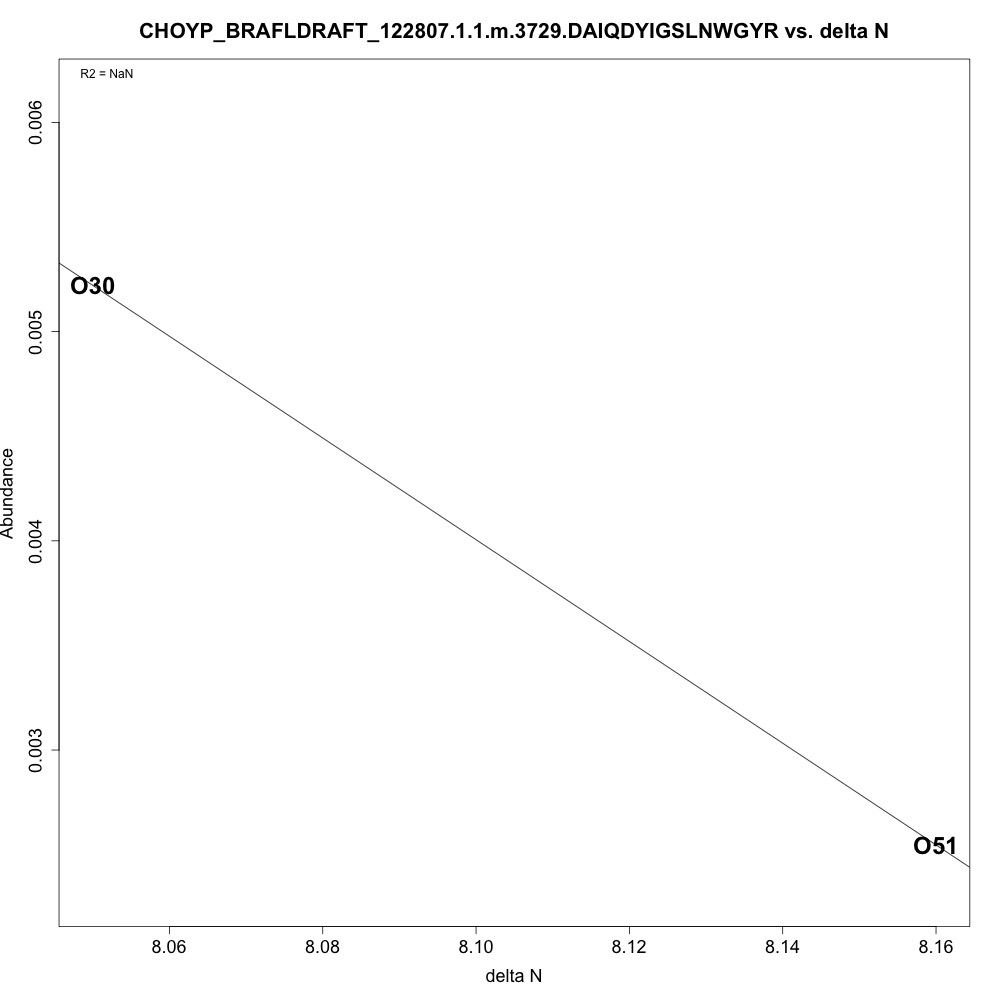 CHOYP_BRAFLDRAFT_122807.1.1.m.3729.DAIQDYIGSLNWGYR vs. delta N
R2 = NaN
0.006
0.005
0.004
0.003
Abundance
O30
O51
8.06
8.08
8.10
8.12
8.14
8.16
delta N